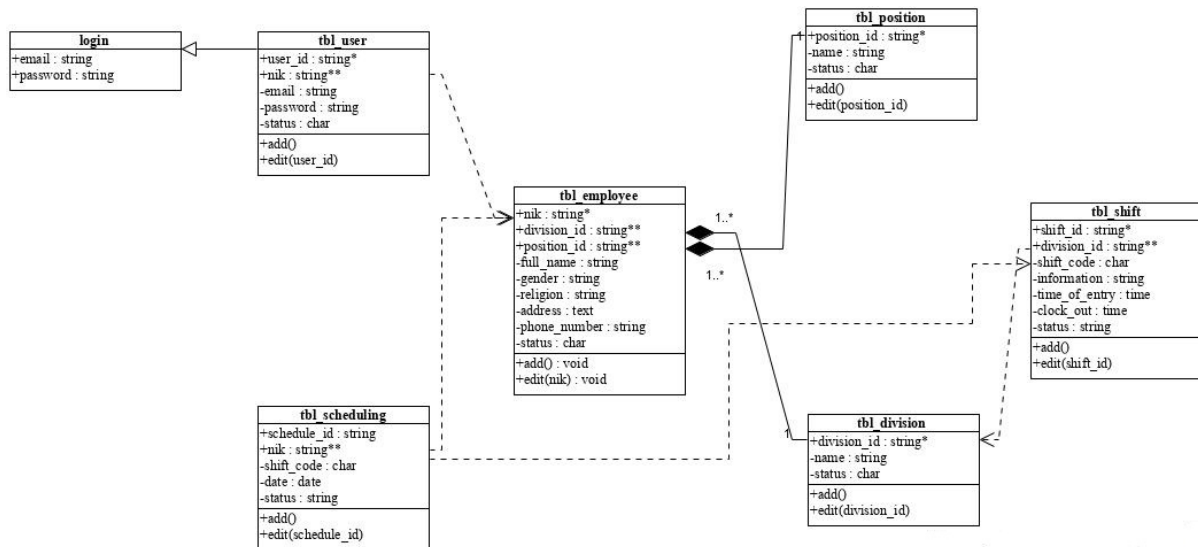 login
+email : string
+password : string
tbl_user
+user_id : string*
+nik : string**
-email : string
-password : string
-status : char
+add()
+edit(user_id)
tbl_position
1
+position_id : string*
-name : string
-status : char
+add()
+edit(position_id)
tbl_employee
+nik : string*
+division_id : string**
+position_id : string**
-full_name : string
-gender : string
-religion : string
-address : text
-phone_number : string
-status : char
+add() : void
+edit(nik) : void
1..*
1..*
tbl_shift
+shift_id : string*
+division_id : string**
-shift_code : char
-information : string
-time_of_entry : time
-clock_out : time
-status : string
+add()
+edit(shift_id)
tbl_scheduling
+schedule_id : string
+nik : string**
-shift_code : char
-date : date
-status : string
+add()
+edit(schedule_id)
tbl_division
1
+division_id : string*
-name : string
-status : char
+add()
+edit(division_id)